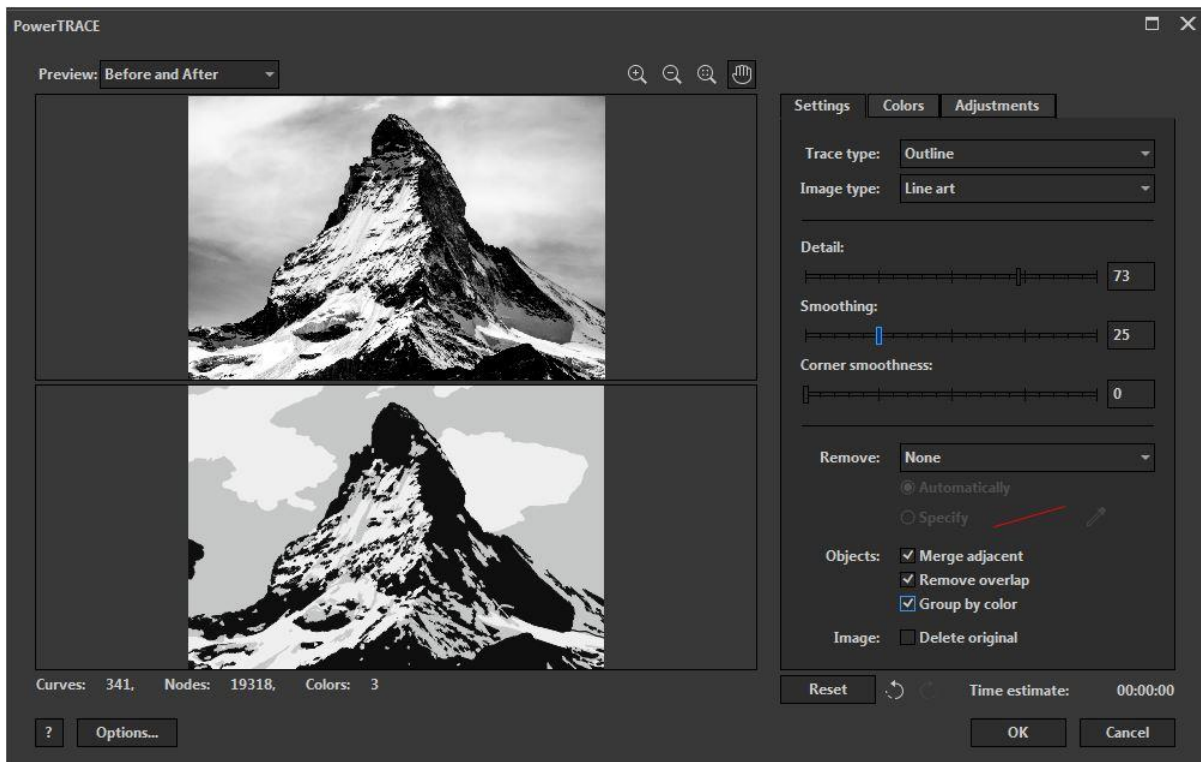 PowerTRACE
Preview: Before and After
Settings Colors Adjustments
Trace type: Outline
Image type: Line art
Detail:
73
Smoothing:
25
Corner smoothness:
0
Remove: None
Automatically
Specify
Objects: Merge adjacent
Remove overlap
Group by color
Image: Delete original
Curves: 341, Nodes: 19318, Colors: 3
Reset Time estimate: 00:00:00
? Options... OK Cancel